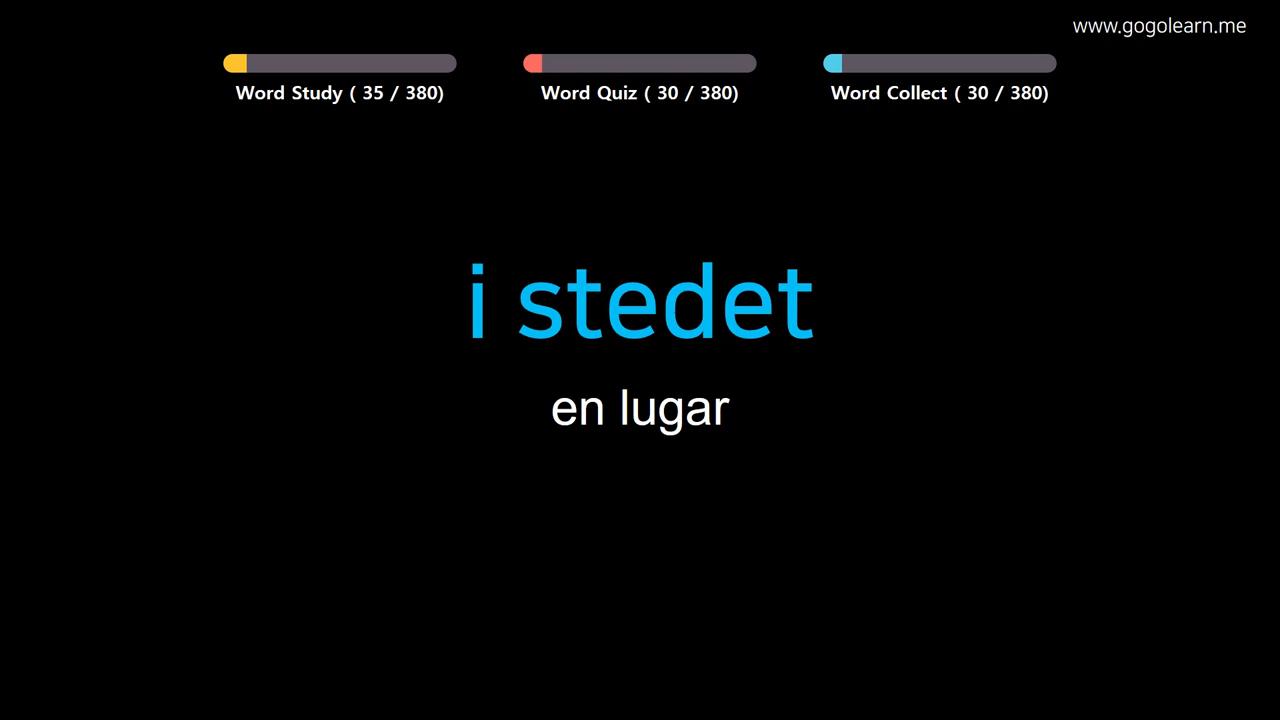 www.gogolearn.me
Word Study ( 35 / 380)
Word Quiz ( 30 / 380)
Word Collect ( 30 / 380)
i stedet
en lugar